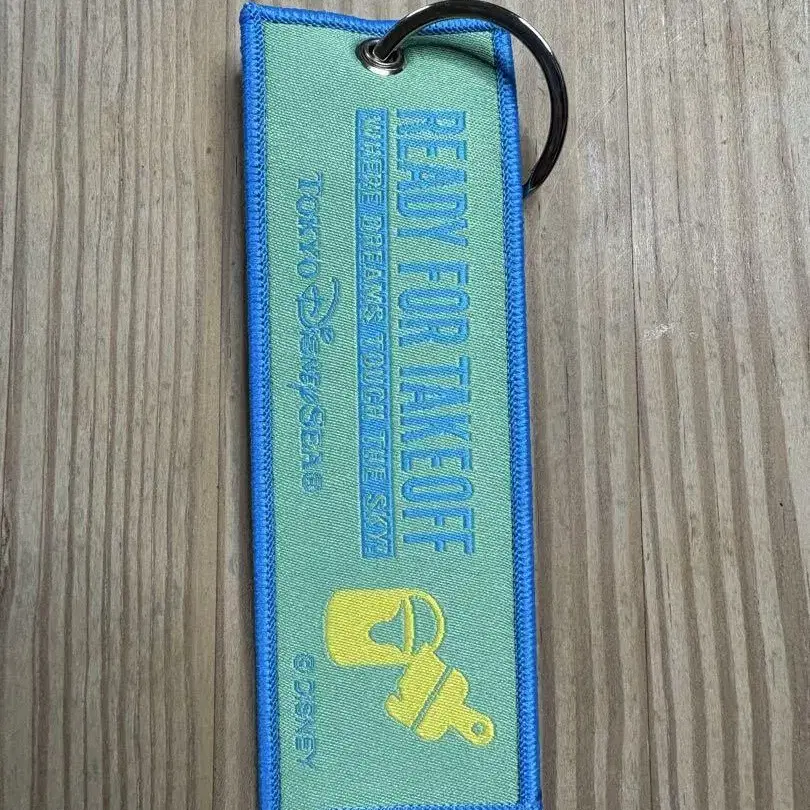 READY FOR TAKEOFF
WHERE DREAMS TOUCH THE SKY!
TOKYO DisneySEA®
©DISNEY